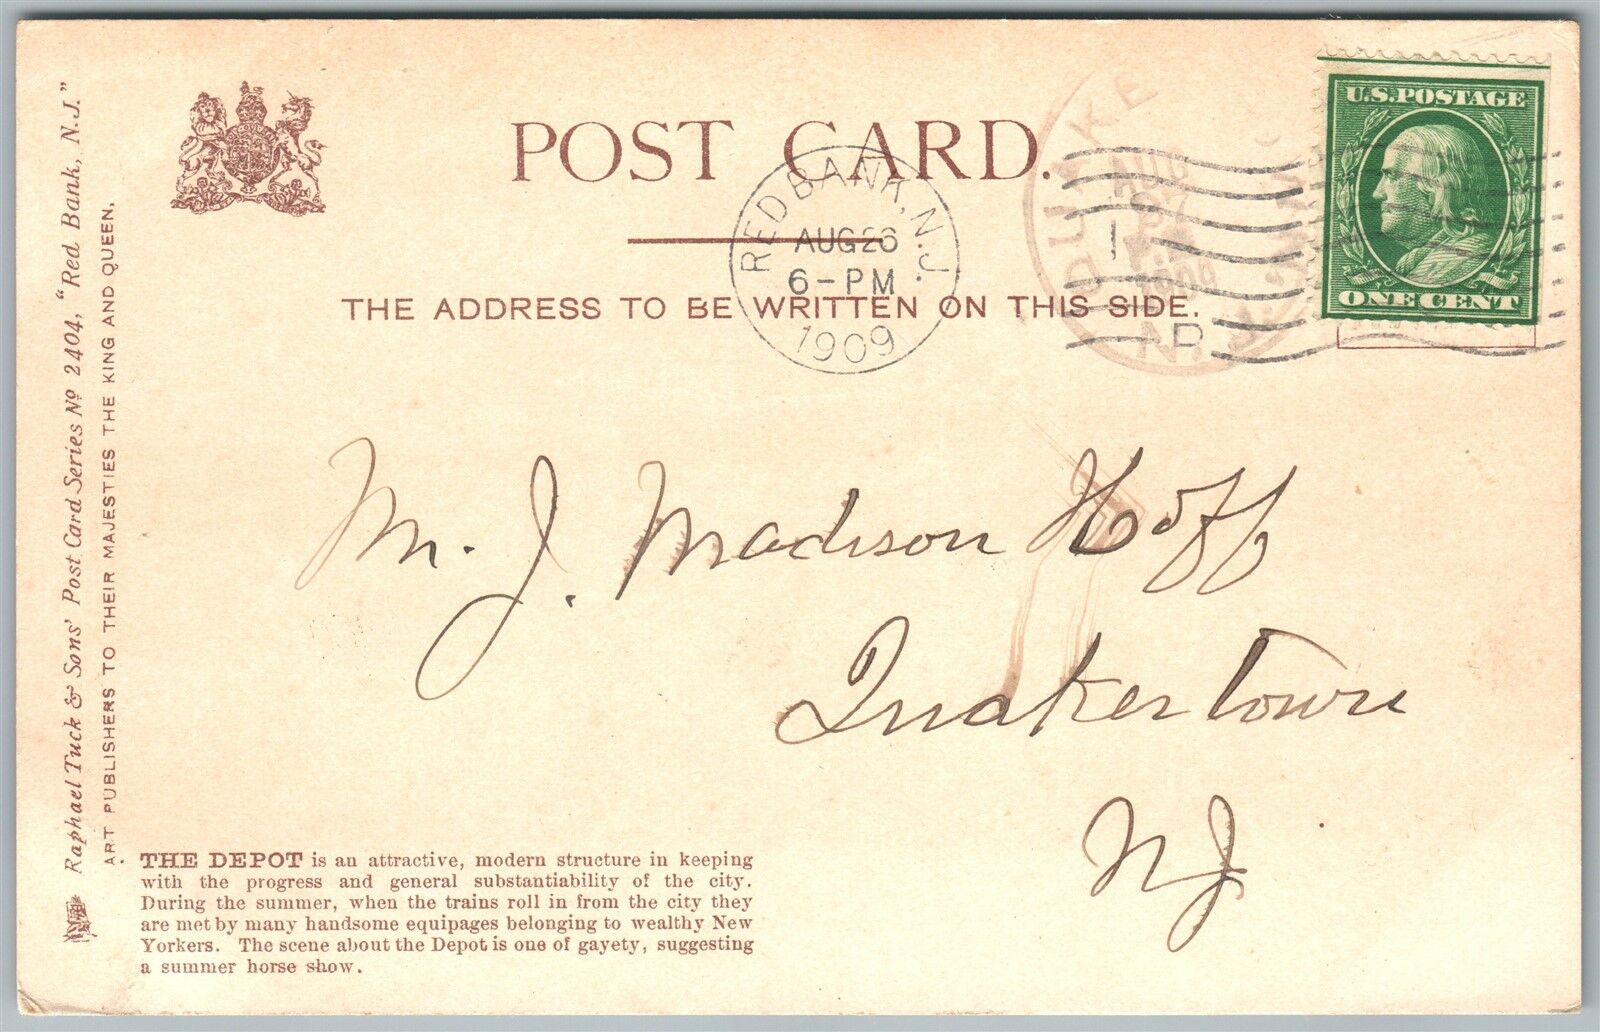 POST CARD.
U.S. POSTAGE
ONE CENT
RED BANK, N.J.
AUG 26
6-PM
1909
QUAKE
AUG
27
N.J.
THE ADDRESS TO BE WRITTEN ON THIS SIDE.
Raphael Tuck & Sons' Post Card Series No 2404, "Red Bank, N.J."
ART PUBLISHERS TO THEIR MAJESTIES THE KING AND QUEEN.
M. J. Madison Hoff
Quakertown
NJ
THE DEPOT is an attractive, modern structure in keeping
with the progress and general substantiability of the city.
During the summer, when the trains roll in from the city they
are met by many handsome equipages belonging to wealthy New
Yorkers. The scene about the Depot is one of gayety, suggesting
a summer horse show.